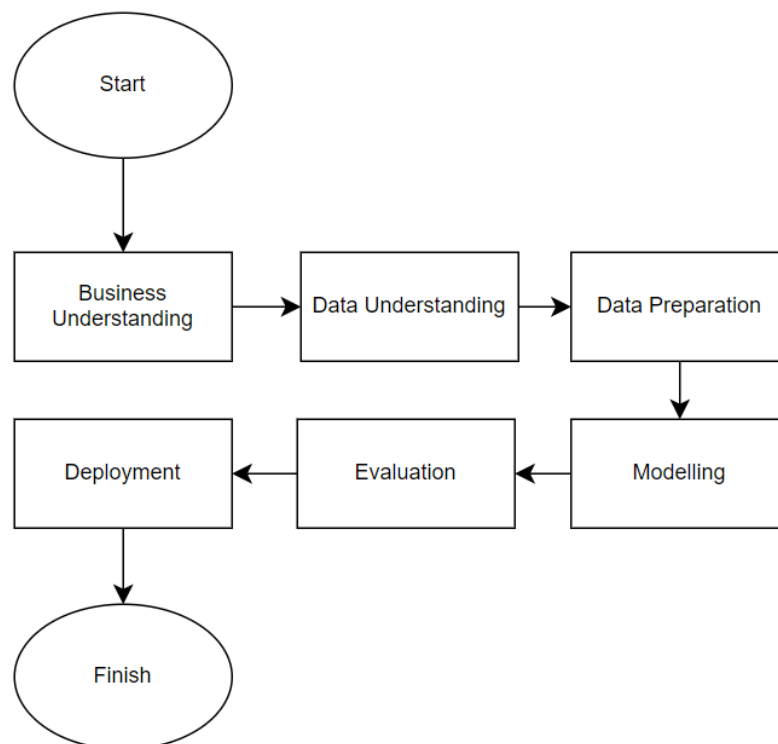 Start
Business
Understanding
Data Understanding
Data Preparation
Modelling
Evaluation
Deployment
Finish